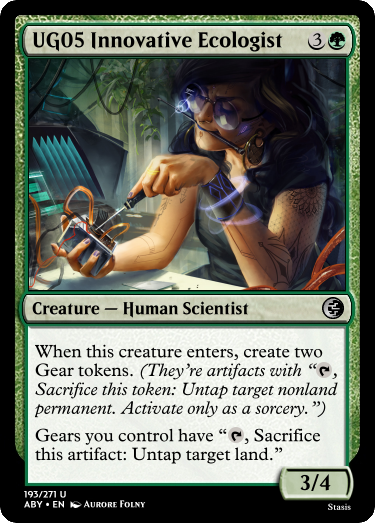 UG05 Innovative Ecologist 3
Creature — Human Scientist
When this creature enters, create two
Gear tokens. (They're artifacts with “,
Sacrifice this token: Untap target nonland
permanent. Activate only as a sorcery.”)
Gears you control have “, Sacrifice
this artifact: Untap target land.”
3/4
193/271 U
ABY • EN Aurore Folny
Stasis